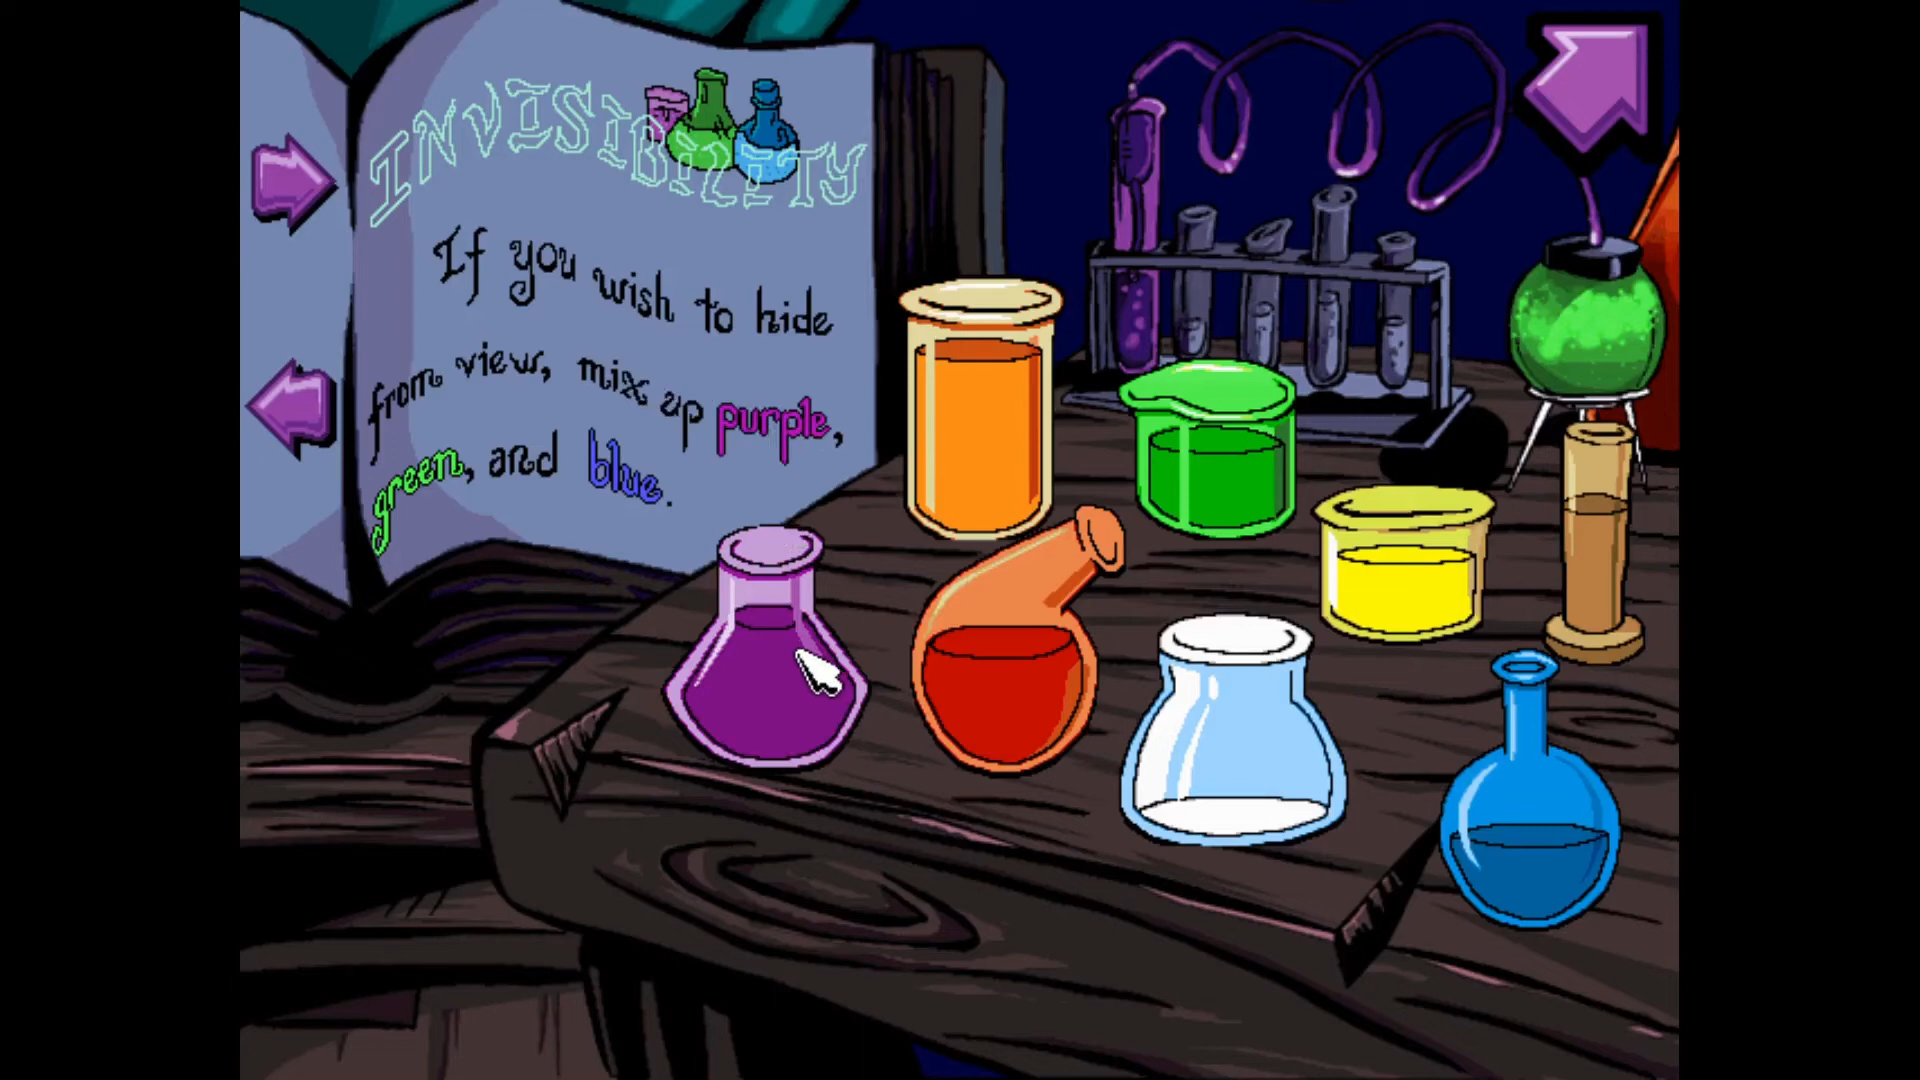 INVISIBILITY
If you wish to hide
from view, mix up purple,
green, and blue.